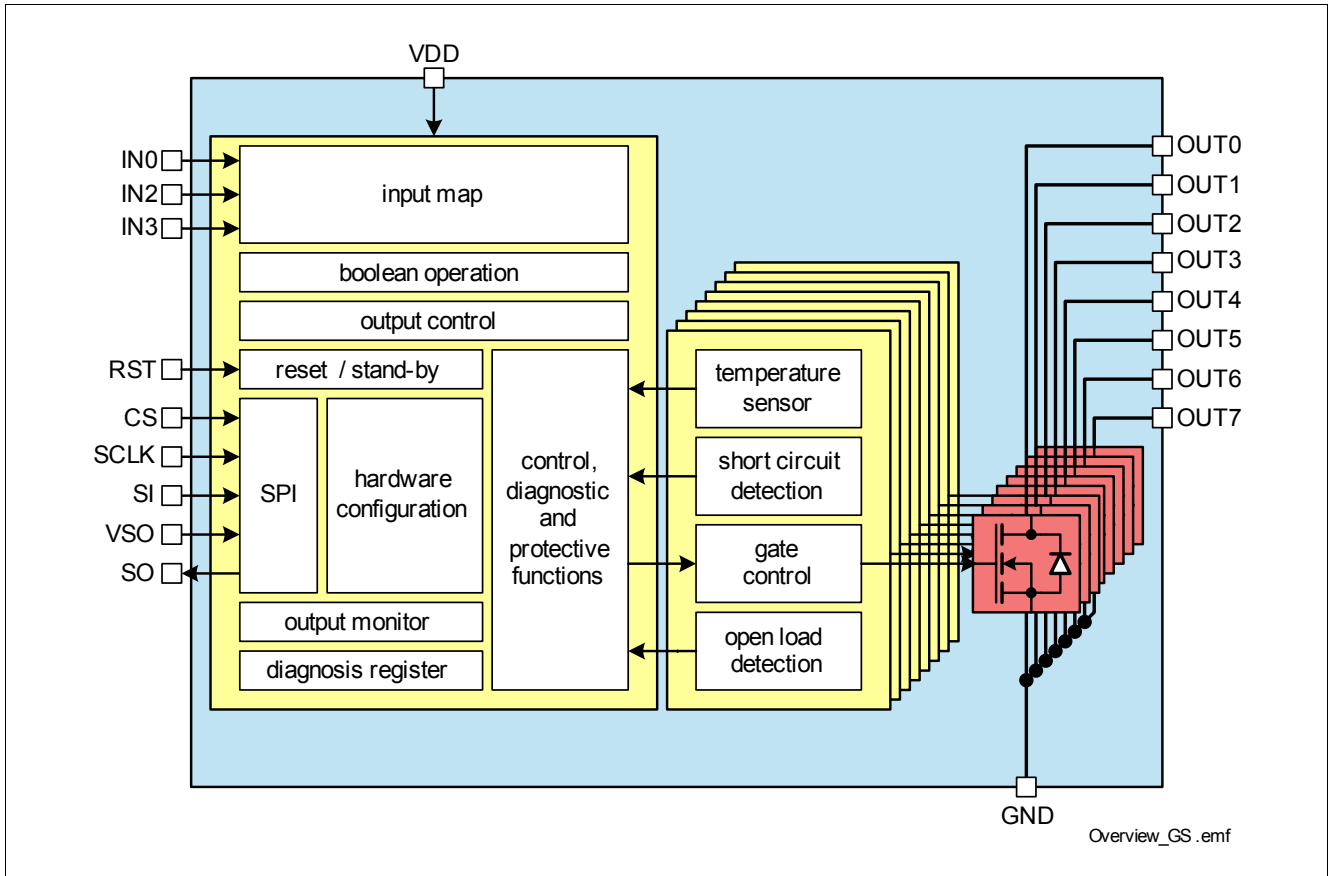 VDD
IN0
IN2
IN3
input map
boolean operation
output control
RST
reset / stand-by
CS
SCLK
SI
VSO
SO
SPI
hardware
configuration
control,
diagnostic
and
protective
functions
output monitor
diagnosis register
temperature
sensor
short circuit
detection
gate
control
open load
detection
OUT0
OUT1
OUT2
OUT3
OUT4
OUT5
OUT6
OUT7
GND
Overview_GS .emf